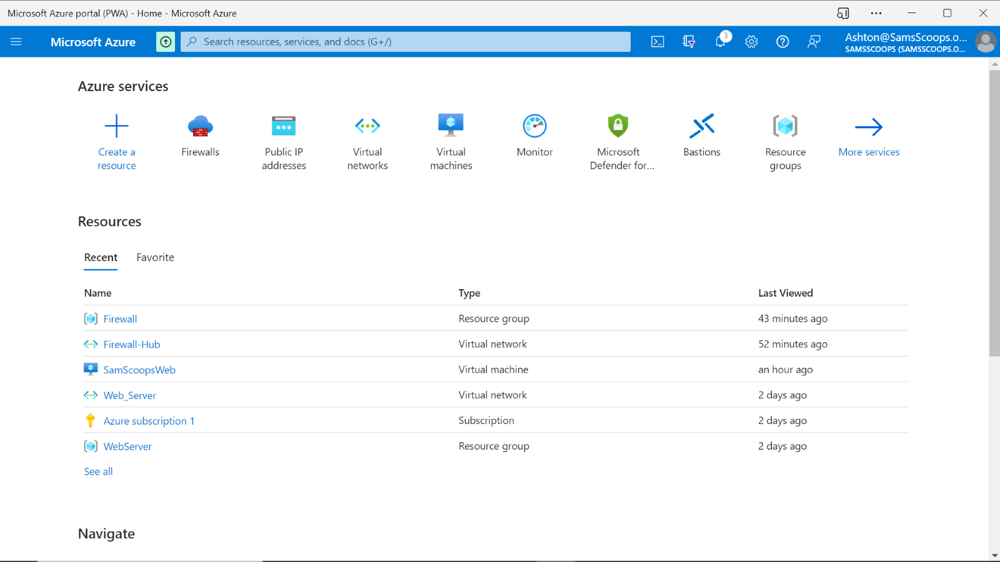 Microsoft Azure portal (PWA) - Home - Microsoft Azure
Microsoft Azure
Search resources, services, and docs (G+/)
3
Ashton@SamsScoops.o...
SAMSSCOOPS (SAMSSCOOPS.O...
Azure services
Create a
resource
Firewalls
Public IP
addresses
Virtual
networks
Virtual
machines
Monitor
Microsoft
Defender for...
Bastions
Resource
groups
More services
Resources
Recent Favorite
Name Type Last Viewed
Firewall Resource group 43 minutes ago
Firewall-Hub Virtual network 52 minutes ago
SamScoopsWeb Virtual machine an hour ago
Web_Server Virtual network 2 days ago
Azure subscription 1 Subscription 2 days ago
WebServer Resource group 2 days ago
See all
Navigate